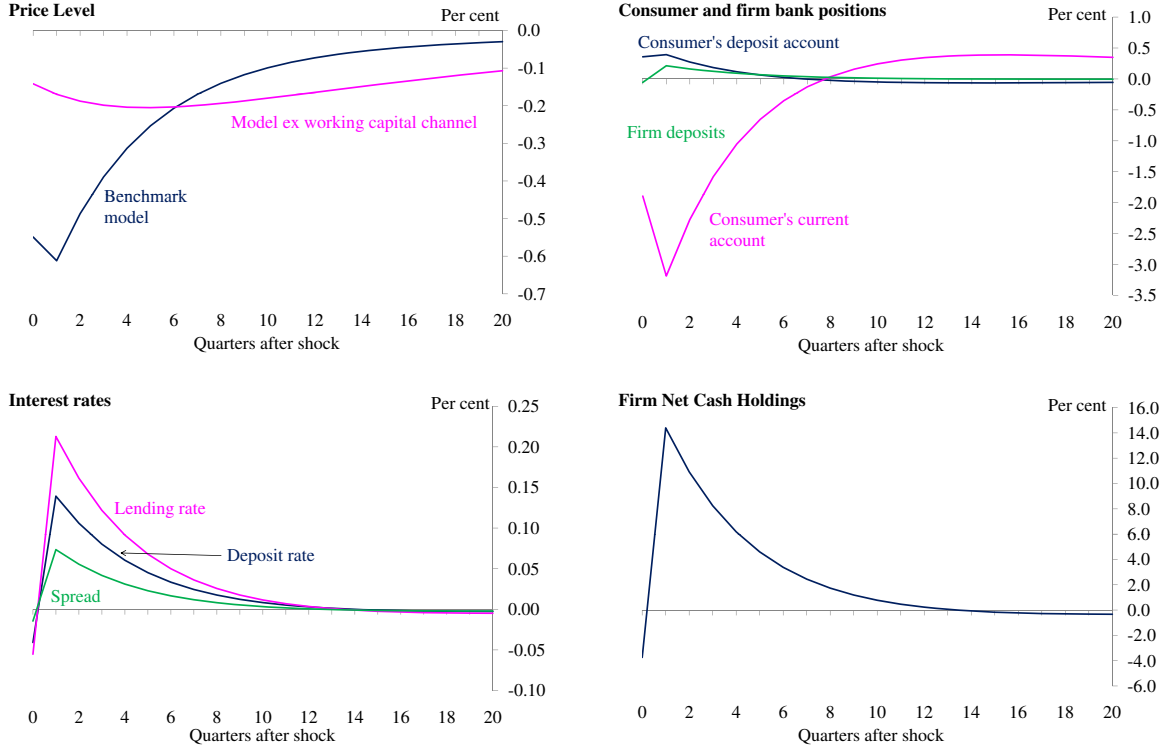 Price Level
Per cent
0.0
-0.1
-0.2
-0.3
-0.4
-0.5
-0.6
-0.7
Model ex working capital channel
Benchmark
model
0 2 4 6 8 10 12 14 16 18 20
Quarters after shock
Consumer and firm bank positions
Per cent
1.0
0.5
0.0
-0.5
-1.0
-1.5
-2.0
-2.5
-3.0
-3.5
Consumer's deposit account
Firm deposits
Consumer's current
account
0 2 4 6 8 10 12 14 16 18 20
Quarters after shock
Interest rates
Per cent
0.25
0.20
0.15
0.10
0.05
0.00
-0.05
-0.10
Lending rate
Deposit rate
Spread
0 2 4 6 8 10 12 14 16 18 20
Quarters after shock
Firm Net Cash Holdings
Per cent
16.0
14.0
12.0
10.0
8.0
6.0
4.0
2.0
0.0
-2.0
-4.0
-6.0
0 2 4 6 8 10 12 14 16 18 20
Quarters after shock